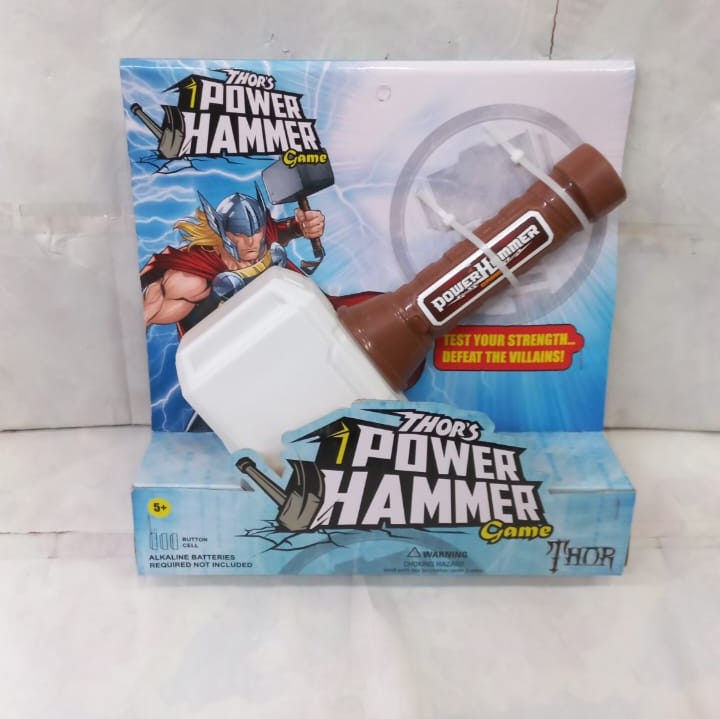 THOR'S
POWER
HAMMER
Game
POWER HAMMER
TEST YOUR STRENGTH...
DEFEAT THE VILLAINS!
THOR'S
POWER
HAMMER
Game
5+
BUTTON
CELL
ALKALINE BATTERIES
REQUIRED NOT INCLUDED
WARNING
CHOKING HAZARD
THOR